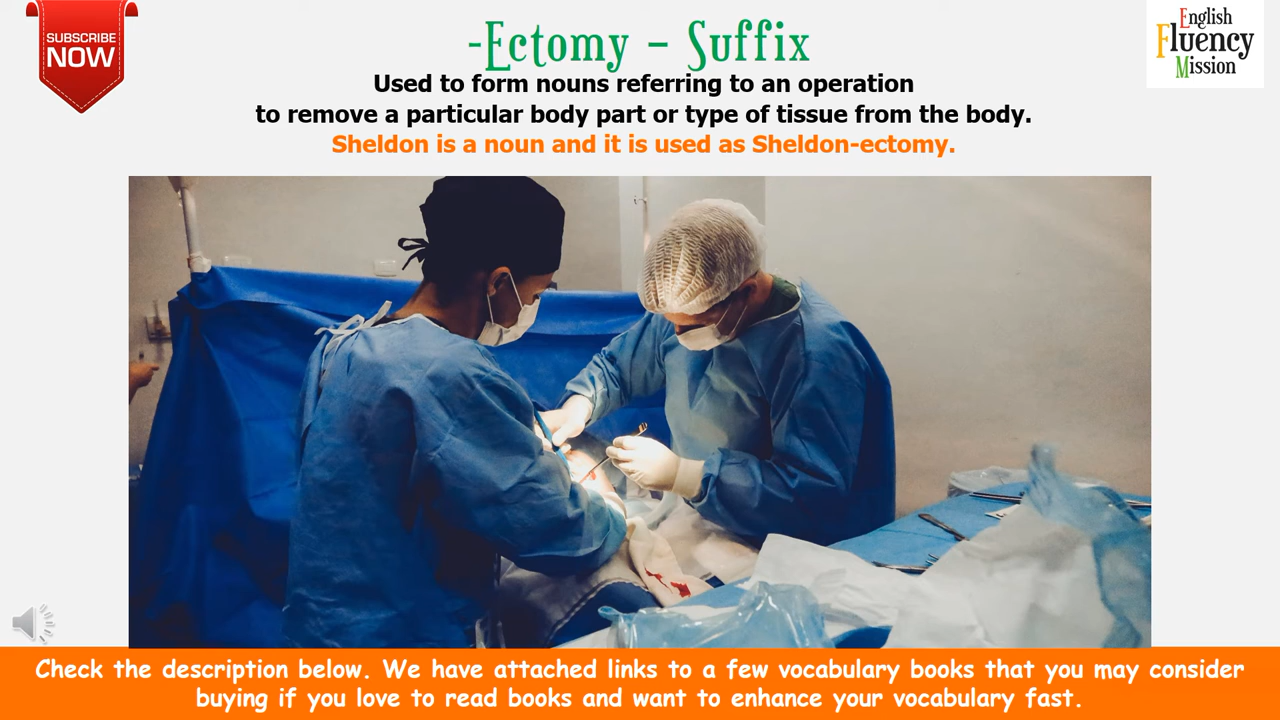 SUBSCRIBE
NOW
-Ectomy – Suffix
English
Fluency
Mission
Used to form nouns referring to an operation
to remove a particular body part or type of tissue from the body.
Sheldon is a noun and it is used as Sheldon-ectomy.
Check the description below. We have attached links to a few vocabulary books that you may consider
buying if you love to read books and want to enhance your vocabulary fast.